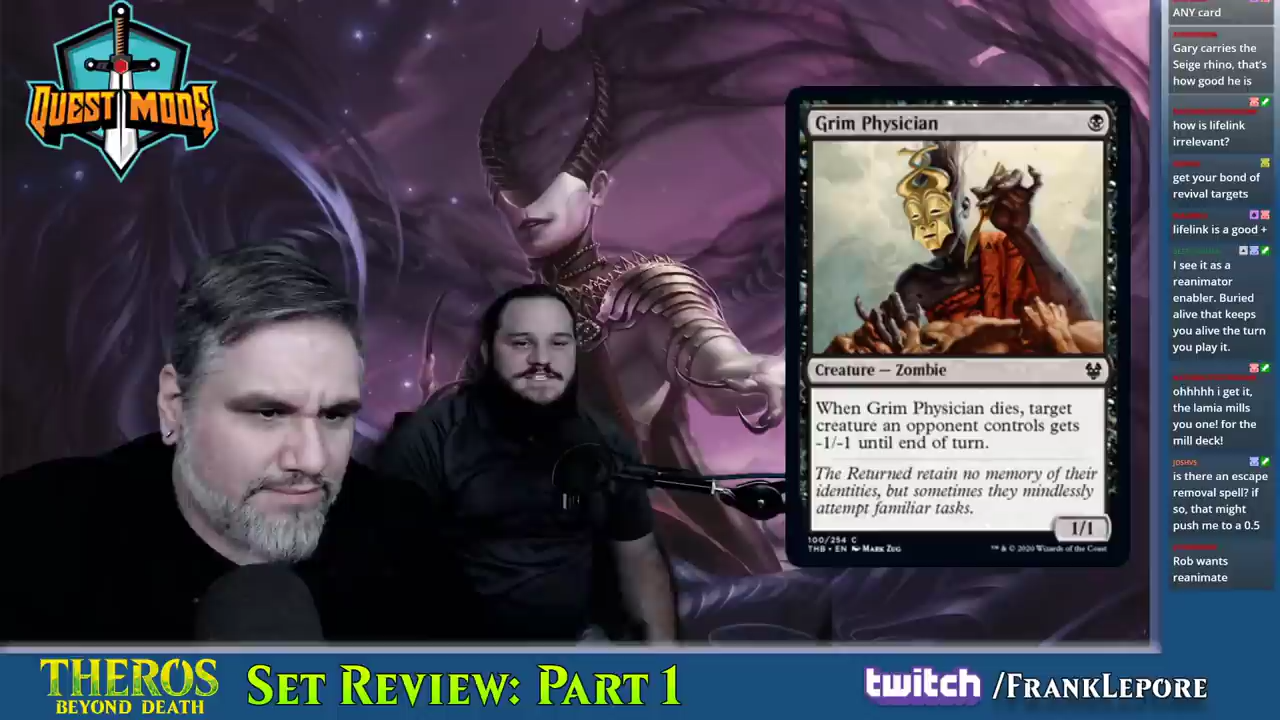 QUEST MODE
Grim Physician
Creature — Zombie
When Grim Physician dies, target
creature an opponent controls gets
-1/-1 until end of turn.
The Returned retain no memory of their
identities, but sometimes they mindlessly
attempt familiar tasks.
1/1
100/254 C
THB • EN Mark Zug
™ & © 2020 Wizards of the Coast
ANY card
Gary carries the
Seige rhino, that's
how good he is
how is lifelink
irrelevant?
get your bond of
revival targets
lifelink is a good +
I see it as a
reanimator
enabler. Buried
alive that keeps
you alive the turn
you play it.
ohhhhh i get it,
the lamia mills
you one! for the
mill deck!
is there an escape
removal spell? if
so, that might
push me to a 0.5
Rob wants
reanimate
THEROS
BEYOND DEATH
Set Review: Part 1
twitch /FrankLepore